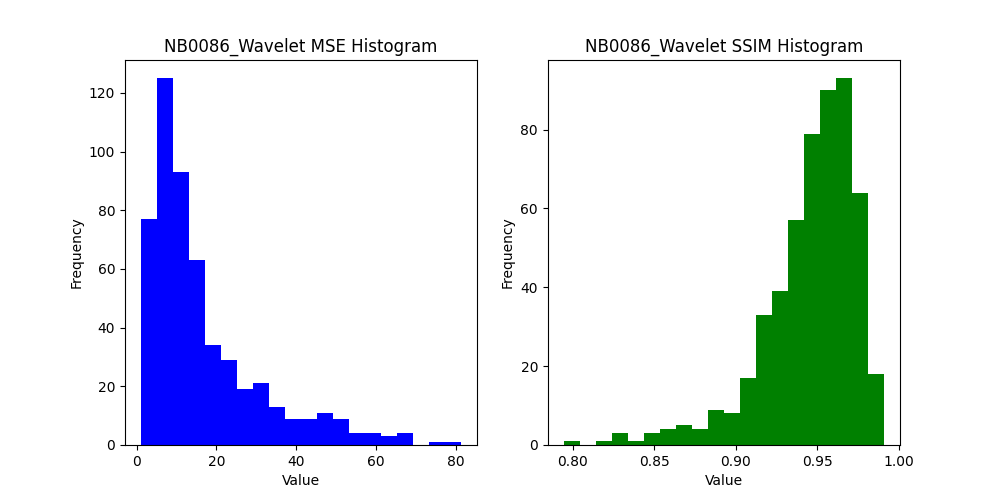 NB0086_Wavelet MSE Histogram
Frequency
120
100
80
60
40
20
0
0 20 40 60 80
Value
NB0086_Wavelet SSIM Histogram
Frequency
80
60
40
20
0
0.80 0.85 0.90 0.95 1.00
Value